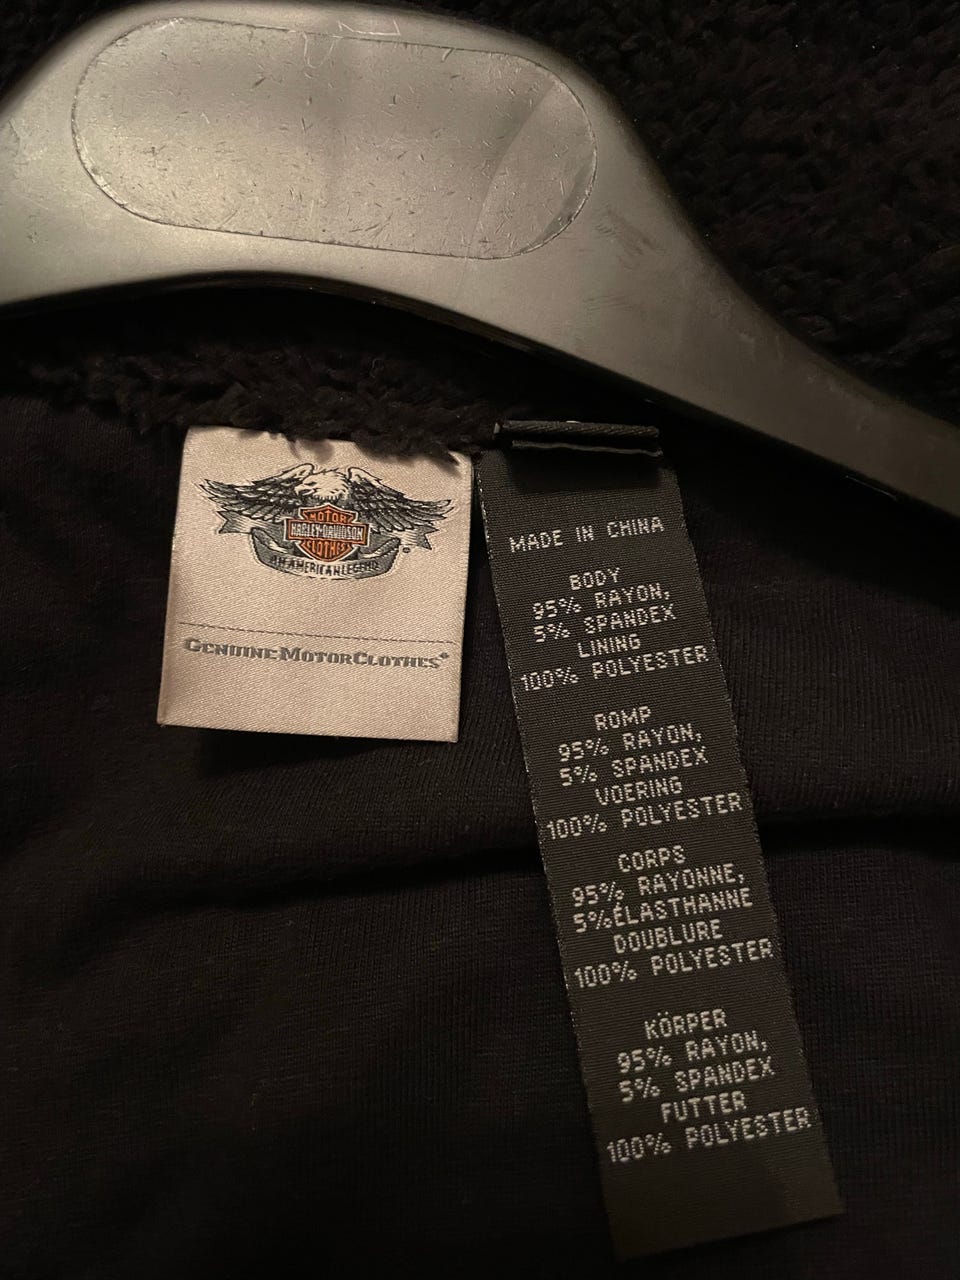 MOTOR
HARLEY-DAVIDSON
CLOTHES
AN AMERICAN LEGEND
®
GENUINE MOTORCLOTHES®
MADE IN CHINA
BODY
95% RAYON,
5% SPANDEX
LINING
100% POLYESTER
ROMP
95% RAYON,
5% SPANDEX
VOERING
100% POLYESTER
CORPS
95% RAYONNE,
5%ÉLASTHANNE
DOUBLURE
100% POLYESTER
KÖRPER
95% RAYON,
5% SPANDEX
FUTTER
100% POLYESTER